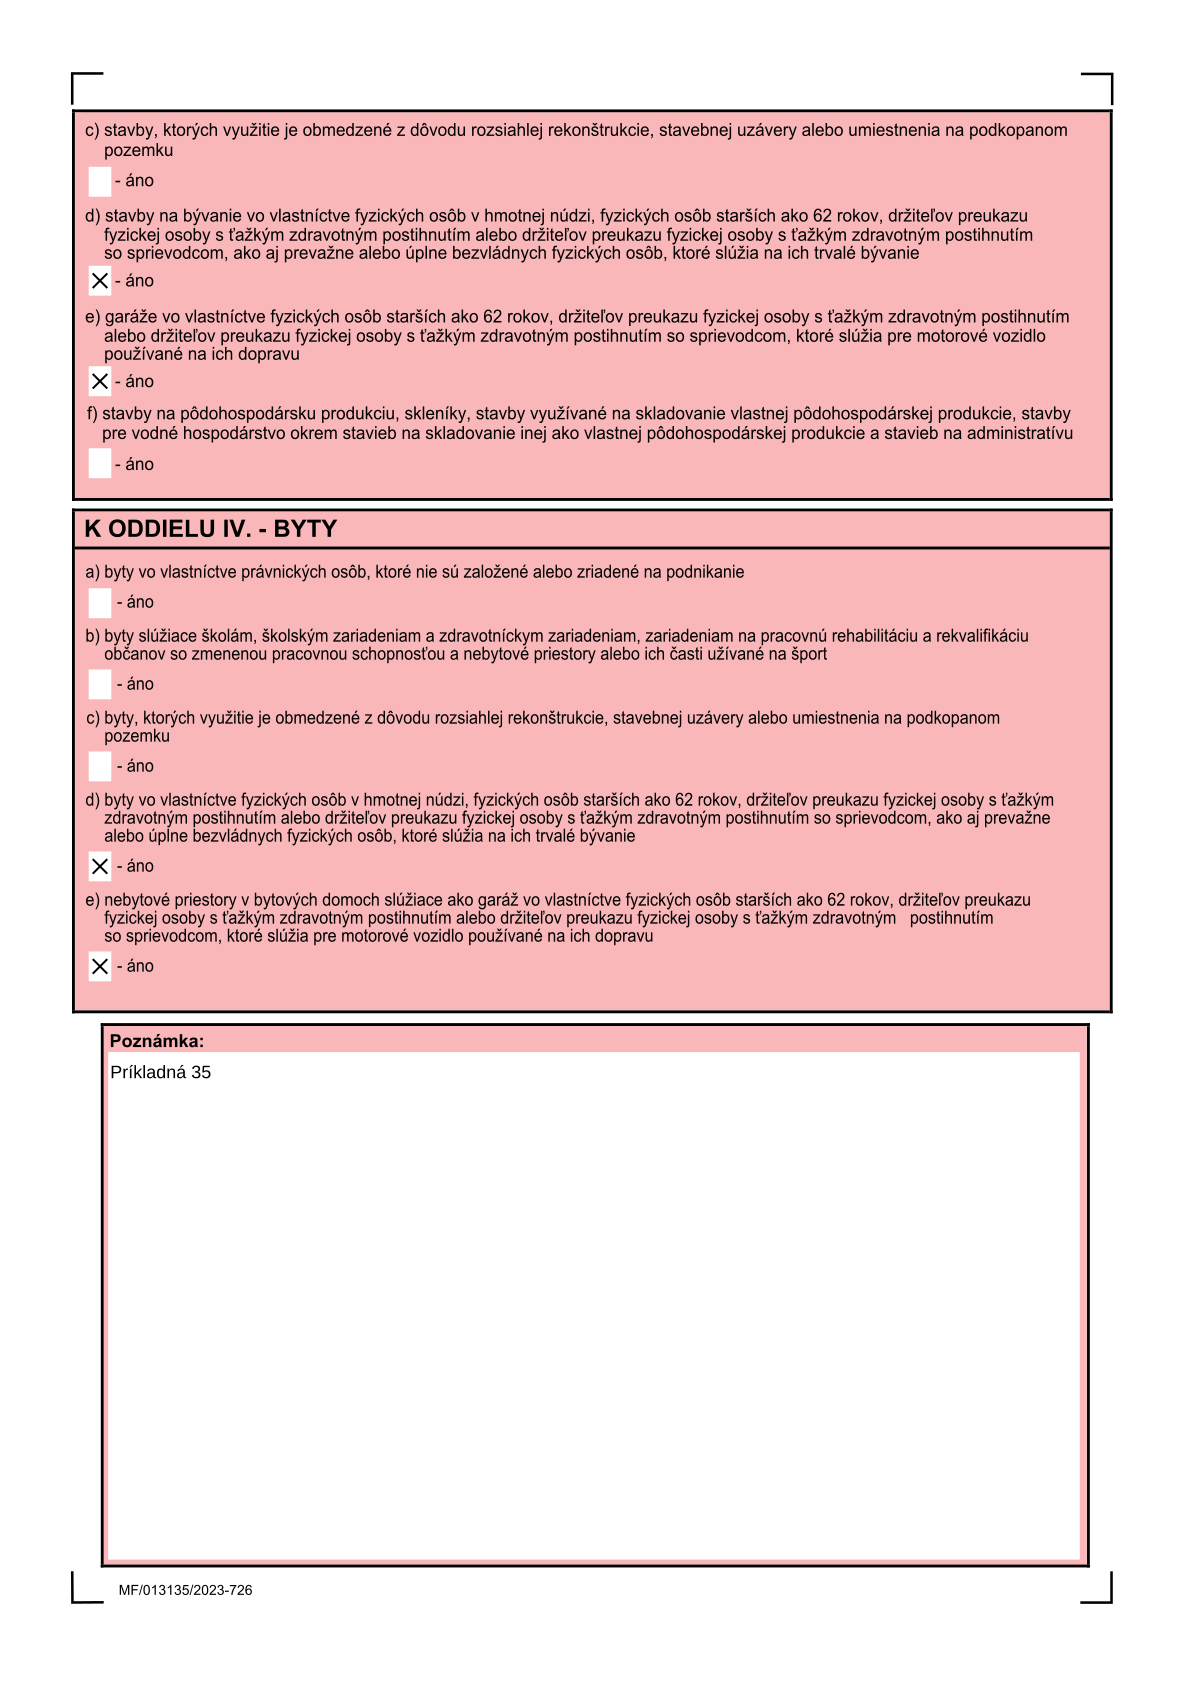 c) stavby, ktorých využitie je obmedzené z dôvodu rozsiahlej rekonštrukcie, stavebnej uzávery alebo umiestnenia na podkopanom
pozemku
- áno
d) stavby na bývanie vo vlastníctve fyzických osôb v hmotnej núdzi, fyzických osôb starších ako 62 rokov, držiteľov preukazu
fyzickej osoby s ťažkým zdravotným postihnutím alebo držiteľov preukazu fyzickej osoby s ťažkým zdravotným postihnutím
so sprievodcom, ako aj prevažne alebo úplne bezvládnych fyzických osôb, ktoré slúžia na ich trvalé bývanie
X - áno
e) garáže vo vlastníctve fyzických osôb starších ako 62 rokov, držiteľov preukazu fyzickej osoby s ťažkým zdravotným postihnutím
alebo držiteľov preukazu fyzickej osoby s ťažkým zdravotným postihnutím so sprievodcom, ktoré slúžia pre motorové vozidlo
používané na ich dopravu
X - áno
f) stavby na pôdohospodársku produkciu, skleníky, stavby využívané na skladovanie vlastnej pôdohospodárskej produkcie, stavby
pre vodné hospodárstvo okrem stavieb na skladovanie inej ako vlastnej pôdohospodárskej produkcie a stavieb na administratívu
- áno
K ODDIELU IV. - BYTY
a) byty vo vlastníctve právnických osôb, ktoré nie sú založené alebo zriadené na podnikanie
- áno
b) byty slúžiace školám, školským zariadeniam a zdravotníckym zariadeniam, zariadeniam na pracovnú rehabilitáciu a rekvalifikáciu
občanov so zmenenou pracovnou schopnosťou a nebytové priestory alebo ich časti užívané na šport
- áno
c) byty, ktorých využitie je obmedzené z dôvodu rozsiahlej rekonštrukcie, stavebnej uzávery alebo umiestnenia na podkopanom
pozemku
- áno
d) byty vo vlastníctve fyzických osôb v hmotnej núdzi, fyzických osôb starších ako 62 rokov, držiteľov preukazu fyzickej osoby s ťažkým
zdravotným postihnutím alebo držiteľov preukazu fyzickej osoby s ťažkým zdravotným postihnutím so sprievodcom, ako aj prevažne
alebo úplne bezvládnych fyzických osôb, ktoré slúžia na ich trvalé bývanie
X - áno
e) nebytové priestory v bytových domoch slúžiace ako garáž vo vlastníctve fyzických osôb starších ako 62 rokov, držiteľov preukazu
fyzickej osoby s ťažkým zdravotným postihnutím alebo držiteľov preukazu fyzickej osoby s ťažkým zdravotným postihnutím
so sprievodcom, ktoré slúžia pre motorové vozidlo používané na ich dopravu
X - áno
Poznámka:
Príkladná 35
MF/013135/2023-726